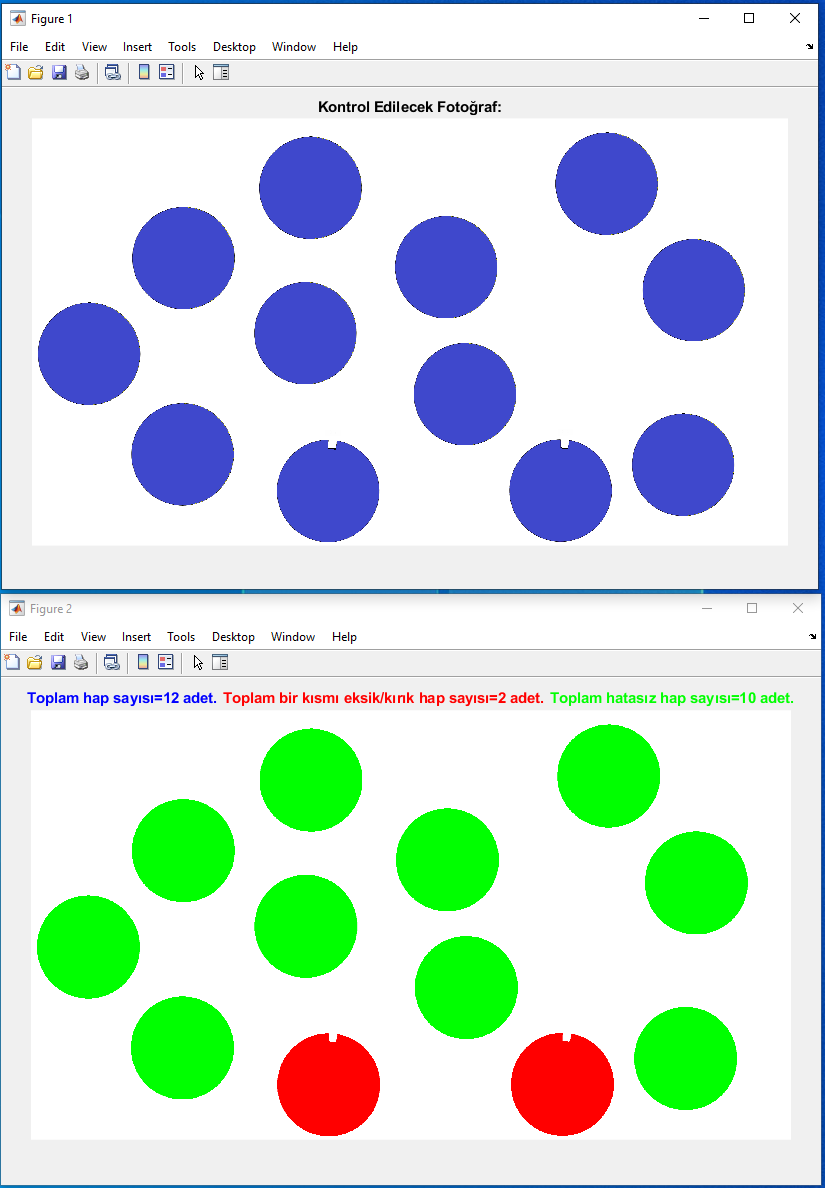 Figure 1
File Edit View Insert Tools Desktop Window Help
Kontrol Edilecek Fotoğraf:
Figure 2
File Edit View Insert Tools Desktop Window Help
Toplam hap sayısı=12 adet. Toplam bir kısmı eksik/kırık hap sayısı=2 adet. Toplam hatasız hap sayısı=10 adet.